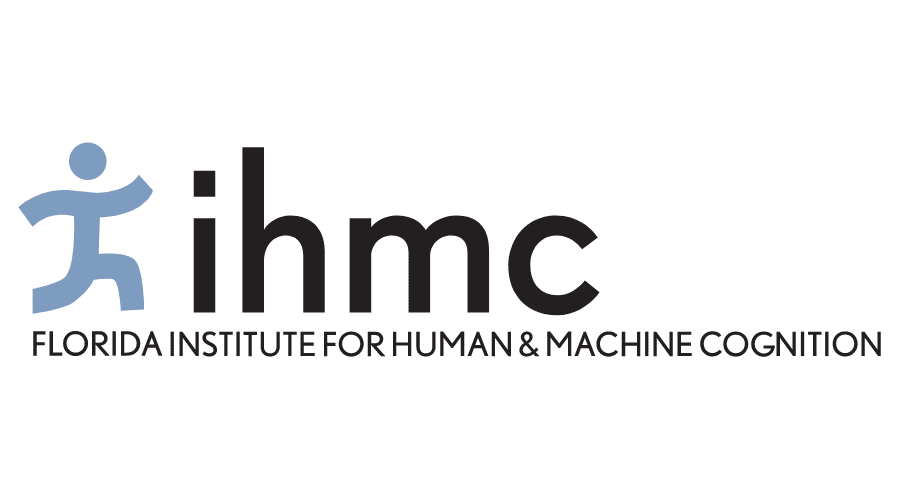 ihmc
FLORIDA INSTITUTE FOR HUMAN & MACHINE COGNITION